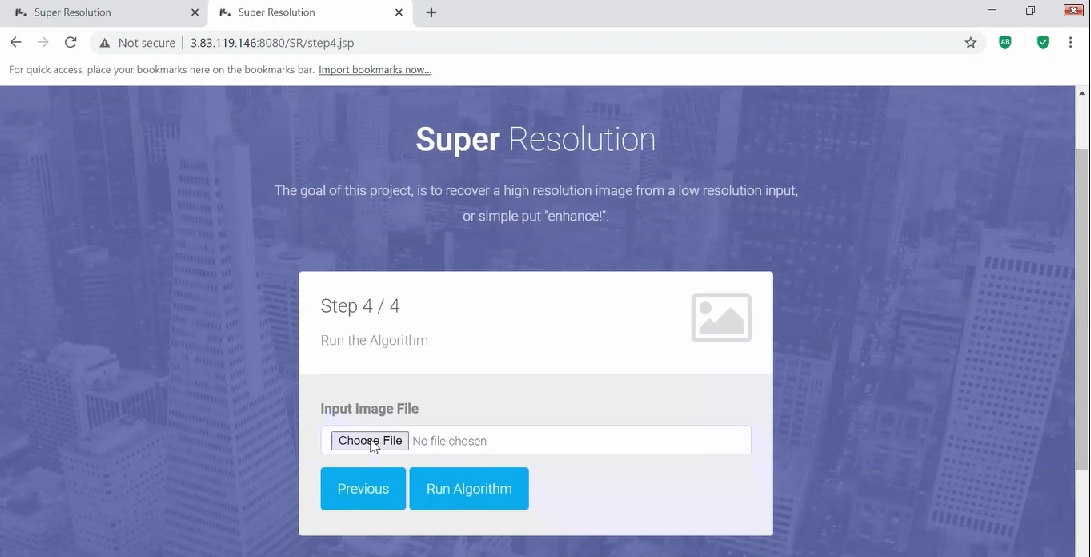 Super Resolution
Super Resolution
Not secure | 3.83.119.146:8080/SR/step4.jsp
For quick access, place your bookmarks here on the bookmarks bar. Import bookmarks now...
Super Resolution
The goal of this project, is to recover a high resolution image from a low resolution input,
or simple put "enhance!".
Step 4 / 4
Run the Algorithm
Input Image File
Choose File No file chosen
Previous
Run Algorithm